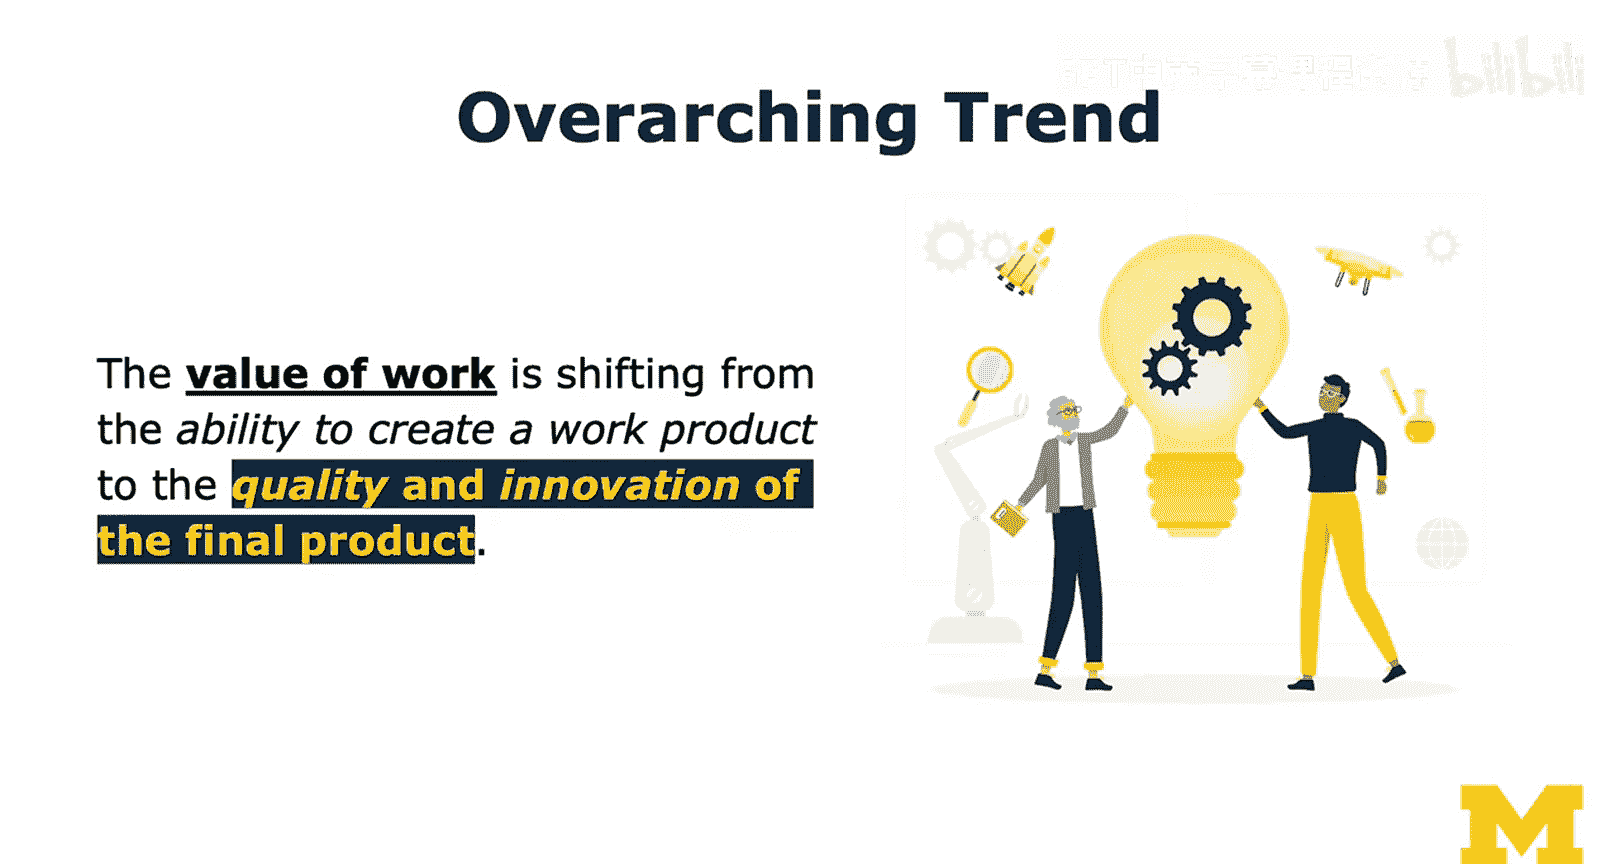 bilibili
Overarching Trend
The value of work is shifting from
the ability to create a work product
to the quality and innovation of
the final product.
M